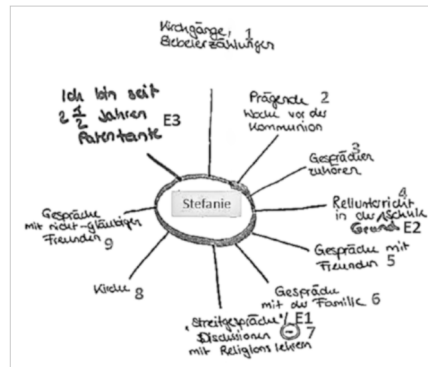 Kirchgänge, 1
Bibelerzählungen
Ich bin seit
2 1/2 Jahren E3
Patentante
Prägende 2
Woche vor der
Kommunion
3
Gesprächen
zuhören
4
Reliunterricht
in der Schule
Grund E2
Gespräche mit
Freunden 5
Gespräche
mit der Familie 6
"Streitgespräche"/ E1
Discussionen - 7
mit Religionslehrern
Kirche 8
Gespräche
mit nicht-gläubigen
Freunden 9
Stefanie